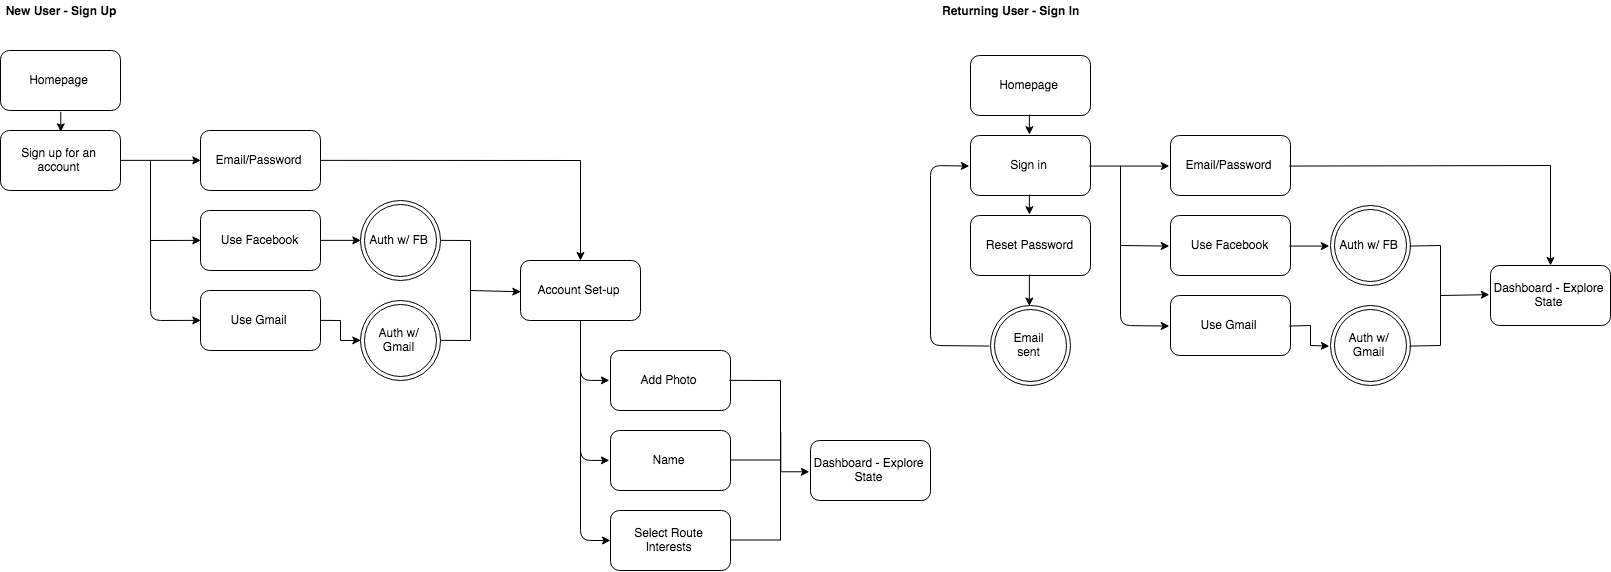 New User - Sign Up
Homepage
Sign up for an
account
Email/Password
Use Facebook
Auth w/ FB
Use Gmail
Auth w/
Gmail
Account Set-up
Add Photo
Name
Select Route
Interests
Dashboard - Explore
State
Returning User - Sign In
Homepage
Sign in
Reset Password
Email
sent
Email/Password
Use Facebook
Auth w/ FB
Use Gmail
Auth w/
Gmail
Dashboard - Explore
State